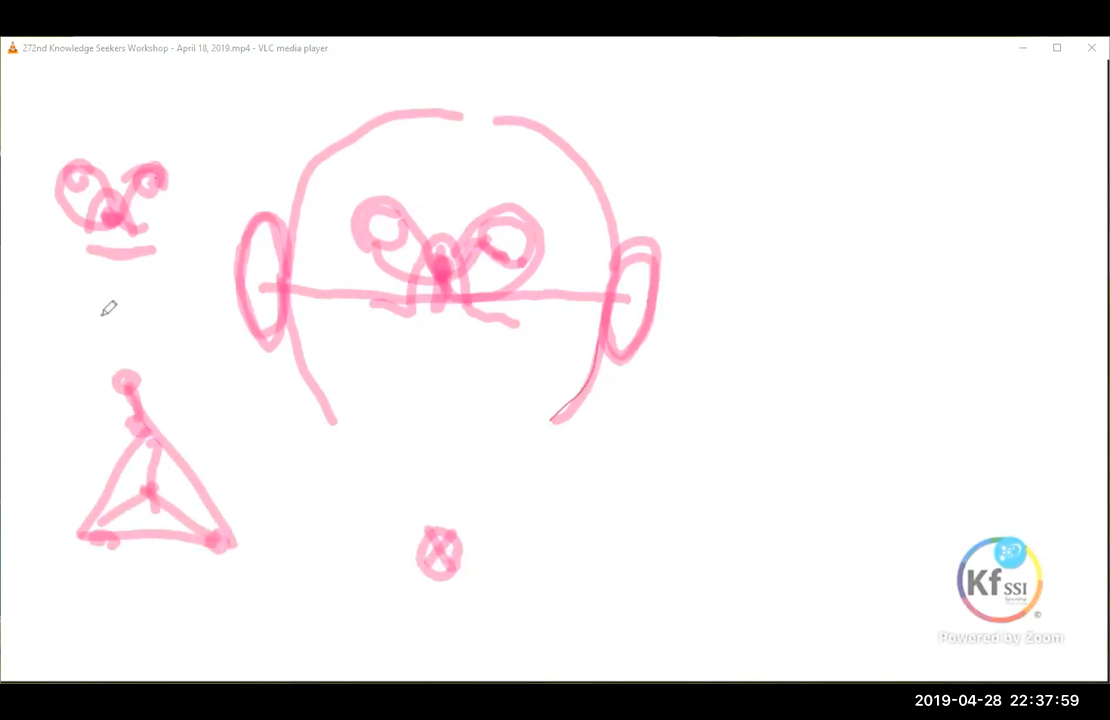 272nd Knowledge Seekers Workshop - April 18, 2019.mp4 - VLC media player
Kf SSI
©
Powered by Zoom
2019-04-28 22:37:59